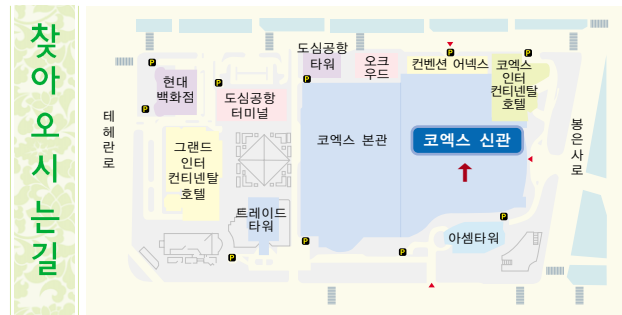 찾아오시는길
도심공항
타워
오크
우드
컨벤션 어넥스
코엑스
인터
컨티넨탈
호텔
현대
백화점
도심공항
터미널
테헤란로
그랜드
인터
컨티넨탈
호텔
코엑스 본관
코엑스 신관
봉은사로
트레이드
타워
아셈타워
P
P
P
P
P
P
P
P
P
P